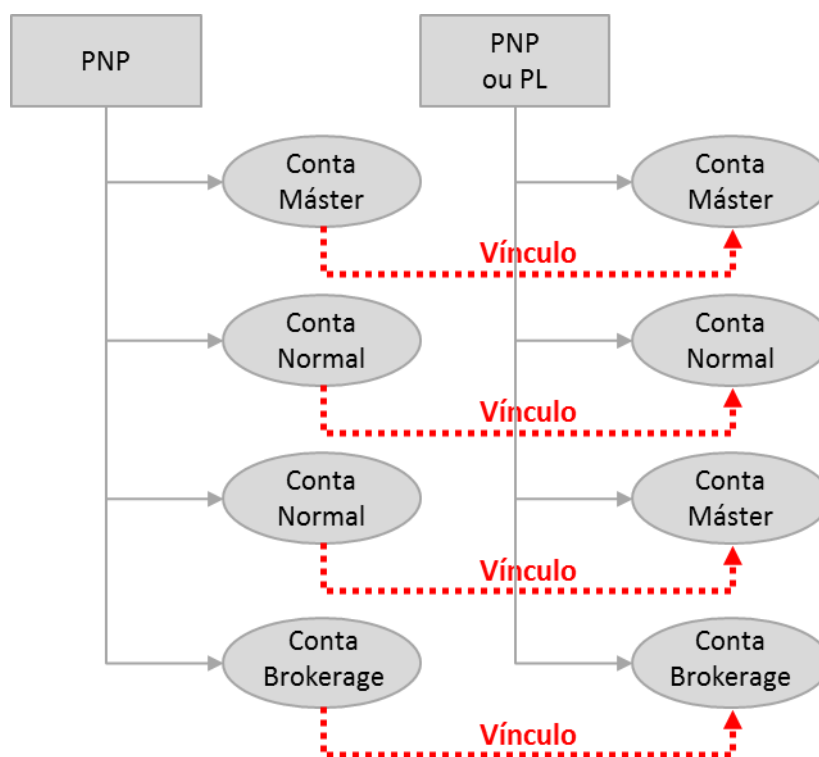 PNP
PNP
ou PL
Conta
Máster
Conta
Máster
Vínculo
Conta
Normal
Conta
Normal
Vínculo
Conta
Normal
Conta
Máster
Vínculo
Conta
Brokerage
Conta
Brokerage
Vínculo